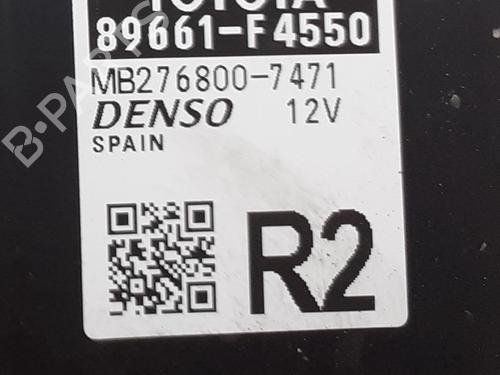 TOYOTA
89661-F4550
MB276800-7471
DENSO 12V
SPAIN
R2
B-PARTS